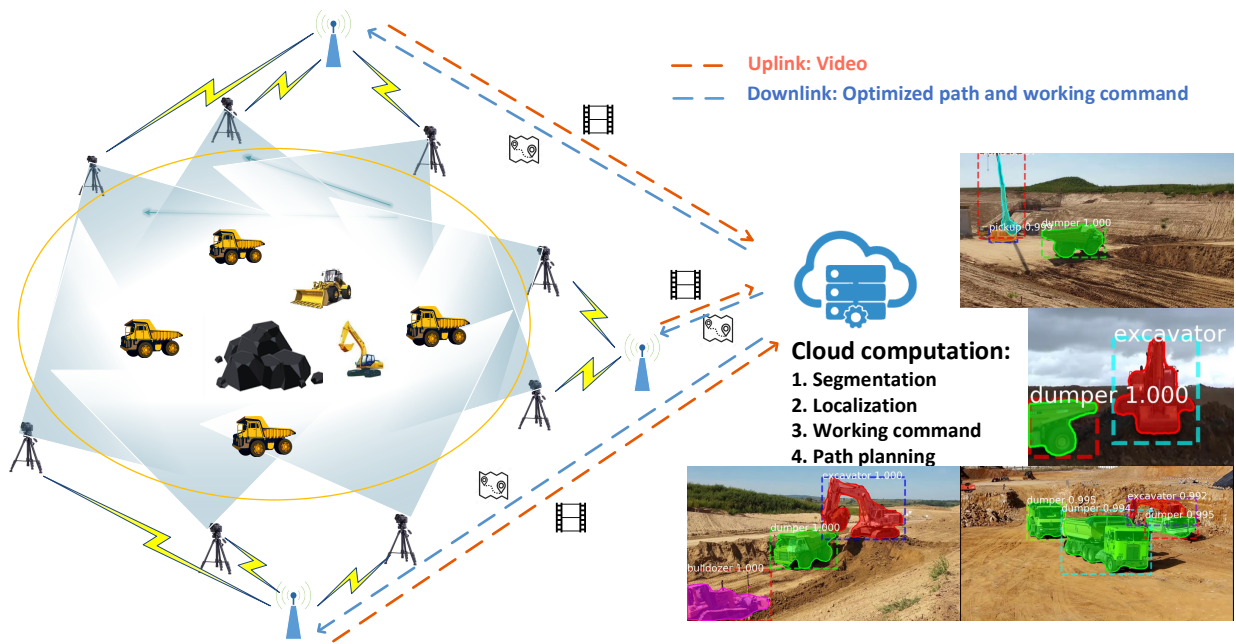 Uplink: Video
Downlink: Optimized path and working command
pickup 0.999
dumper 1.000
Cloud computation:
1. Segmentation
2. Localization
3. Working command
4. Path planning
excavator
dumper 1.000
excavator 1.000
dumper 1.000
bulldozer 1.000
dumper 0.995
excavator 0.992
dumper 0.994
dumper 0.995